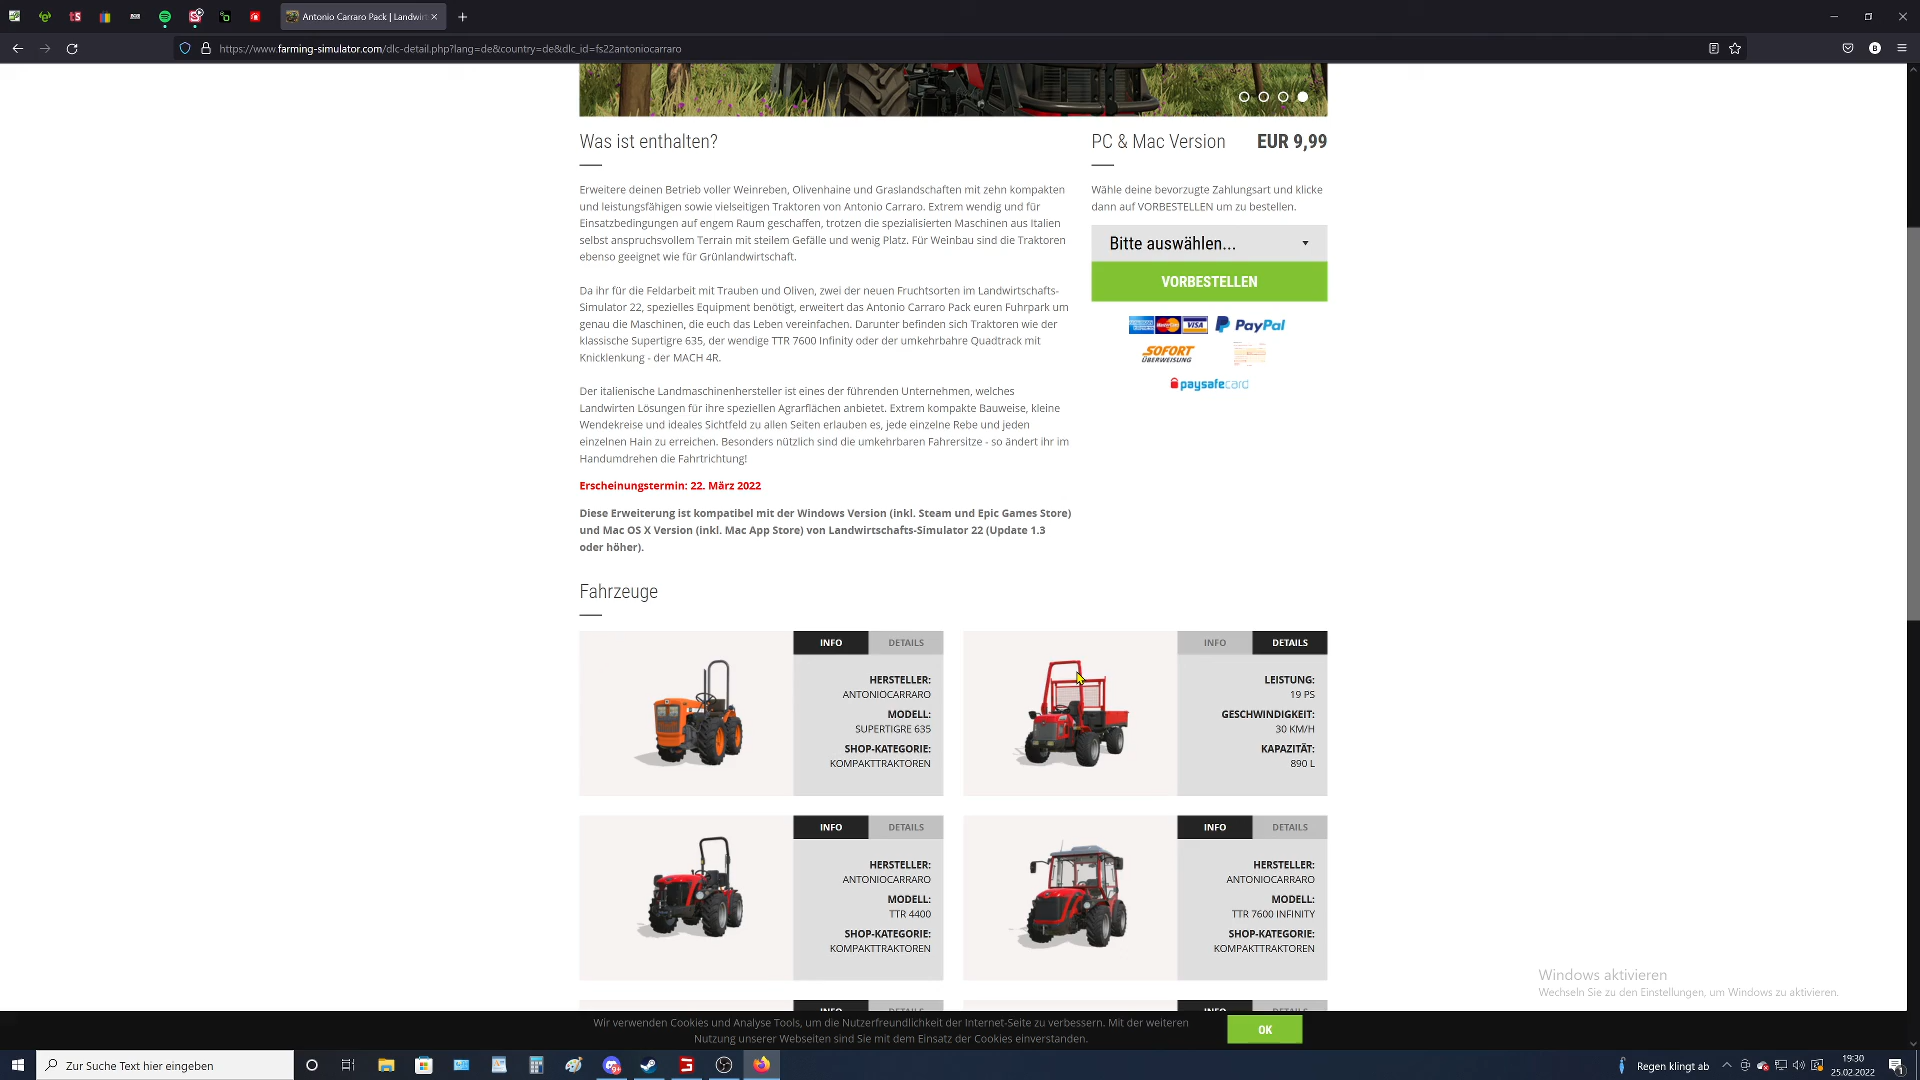 Antonio Carraro Pack | Landwirt
https://www.farming-simulator.com/dlc-detail.php?lang=de&country=de&dlc_id=fs22antoniocarraro
Was ist enthalten?
Erweitere deinen Betrieb voller Weinreben, Olivenhaine und Graslandschaften mit zehn kompakten
und leistungsfähigen sowie vielseitigen Traktoren von Antonio Carraro. Extrem wendig und für
Einsatzbedingungen auf engem Raum geschaffen, trotzen die spezialisierten Maschinen aus Italien
selbst anspruchsvollem Terrain mit steilem Gefälle und wenig Platz. Für Weinbau sind die Traktoren
ebenso geeignet wie für Grünlandwirtschaft.
Da ihr für die Feldarbeit mit Trauben und Oliven, zwei der neuen Fruchtsorten im Landwirtschafts-
Simulator 22, spezielles Equipment benötigt, erweitert das Antonio Carraro Pack euren Fuhrpark um
genau die Maschinen, die euch das Leben vereinfachen. Darunter befinden sich Traktoren wie der
klassische Supertigre 635, der wendige TTR 7600 Infinity oder der umkehrbahre Quadtrack mit
Knicklenkung - der MACH 4R.
Der italienische Landmaschinenhersteller ist eines der führenden Unternehmen, welches
Landwirten Lösungen für ihre speziellen Agrarflächen anbietet. Extrem kompakte Bauweise, kleine
Wendekreise und ideales Sichtfeld zu allen Seiten erlauben es, jede einzelne Rebe und jeden
einzelnen Hain zu erreichen. Besonders nützlich sind die umkehrbaren Fahrersitze - so ändert ihr im
Handumdrehen die Fahrtrichtung!
Erscheinungstermin: 22. März 2022
Diese Erweiterung ist kompatibel mit der Windows Version (inkl. Steam und Epic Games Store)
und Mac OS X Version (inkl. Mac App Store) von Landwirtschafts-Simulator 22 (Update 1.3
oder höher).
PC & Mac Version EUR 9,99
Wähle deine bevorzugte Zahlungsart und klicke
dann auf VORBESTELLEN um zu bestellen.
Bitte auswählen...
VORBESTELLEN
MasterCard VISA PayPal
SOFORT
ÜBERWEISUNG
paysafecard
Fahrzeuge
INFO DETAILS
HERSTELLER:
ANTONIOCARRARO
MODELL:
SUPERTIGRE 635
SHOP-KATEGORIE:
KOMPAKTTRAKTOREN
INFO DETAILS
LEISTUNG:
19 PS
GESCHWINDIGKEIT:
30 KM/H
KAPAZITÄT:
890 L
INFO DETAILS
HERSTELLER:
ANTONIOCARRARO
MODELL:
TTR 4400
SHOP-KATEGORIE:
KOMPAKTTRAKTOREN
INFO DETAILS
HERSTELLER:
ANTONIOCARRARO
MODELL:
TTR 7600 INFINITY
SHOP-KATEGORIE:
KOMPAKTTRAKTOREN
Windows aktivieren
Wechseln Sie zu den Einstellungen, um Windows zu aktivieren.
Wir verwenden Cookies und Analyse Tools, um die Nutzerfreundlichkeit der Internet-Seite zu verbessern. Mit der weiteren
Nutzung unserer Webseiten sind Sie mit dem Einsatz der Cookies einverstanden.
OK
Zur Suche Text hier eingeben
Regen klingt ab
19:30
25.02.2022